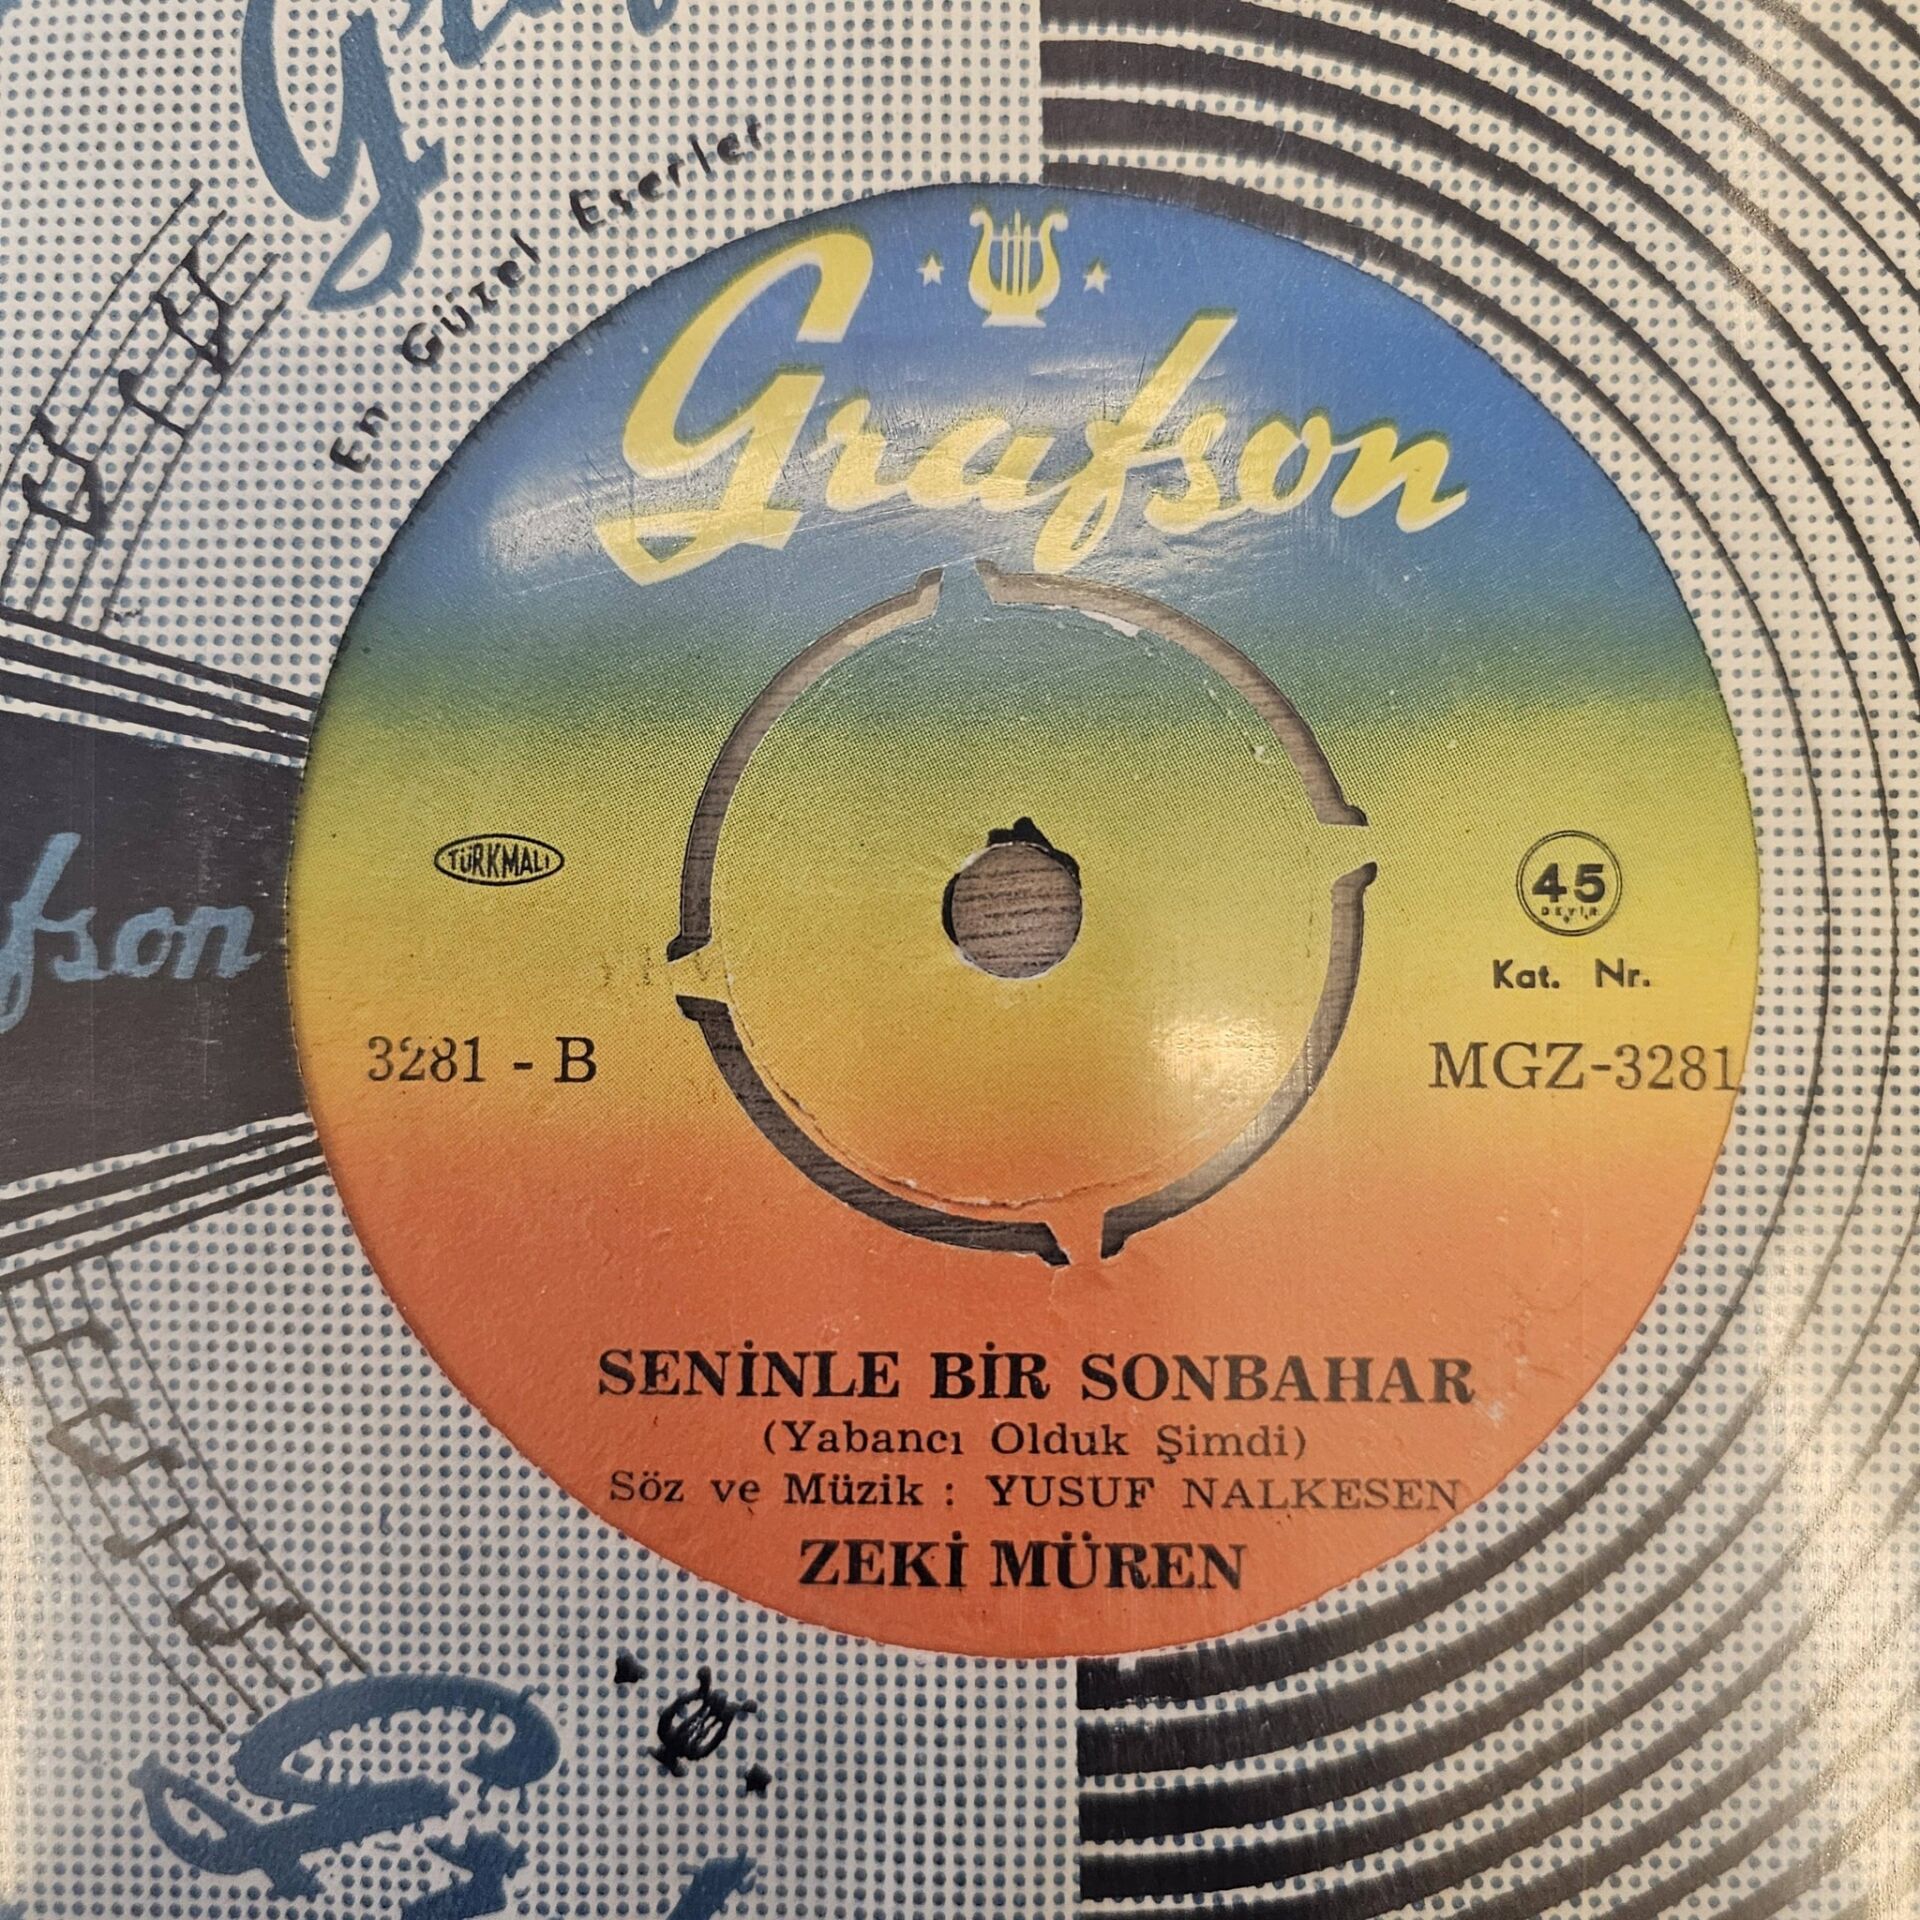 En Güzel Eserler
Grafson
TÜRKMALI
45
DEVİR
Kat. Nr.
3281 - B
MGZ-3281
fson
SENİNLE BİR SONBAHAR
(Yabancı Olduk Şimdi)
Söz ve Müzik : YUSUF NALKESEN
ZEKİ MÜREN